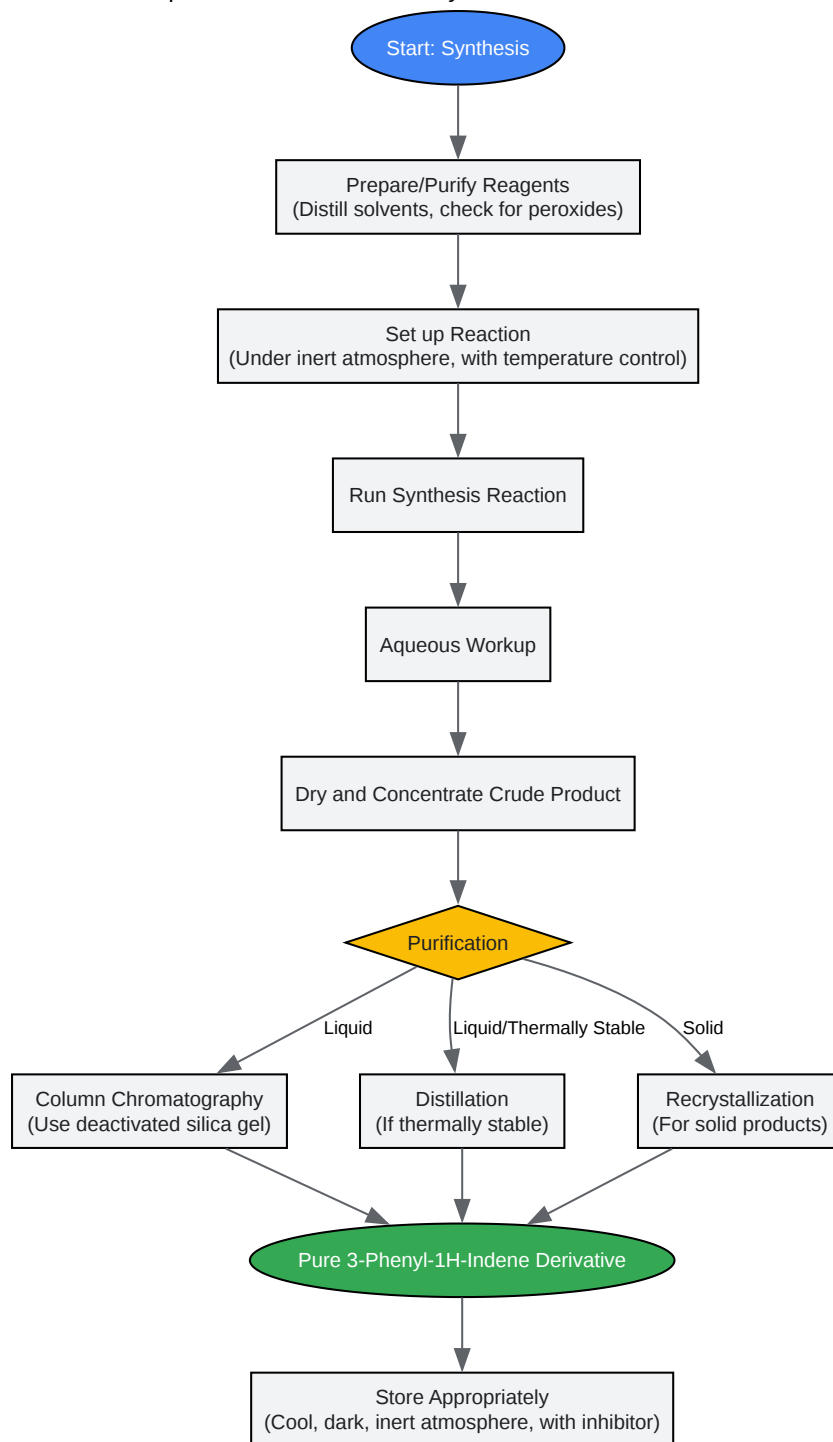 Start: Synthesis
Prepare/Purify Reagents
(Distill solvents, check for peroxides)
Set up Reaction
(Under inert atmosphere, with temperature control)
Run Synthesis Reaction
Aqueous Workup
Dry and Concentrate Crude Product
Purification
Liquid
Liquid/Thermally Stable
Solid
Column Chromatography
(Use deactivated silica gel)
Distillation
(If thermally stable)
Recrystallization
(For solid products)
Pure 3-Phenyl-1H-Indene Derivative
Store Appropriately
(Cool, dark, inert atmosphere, with inhibitor)